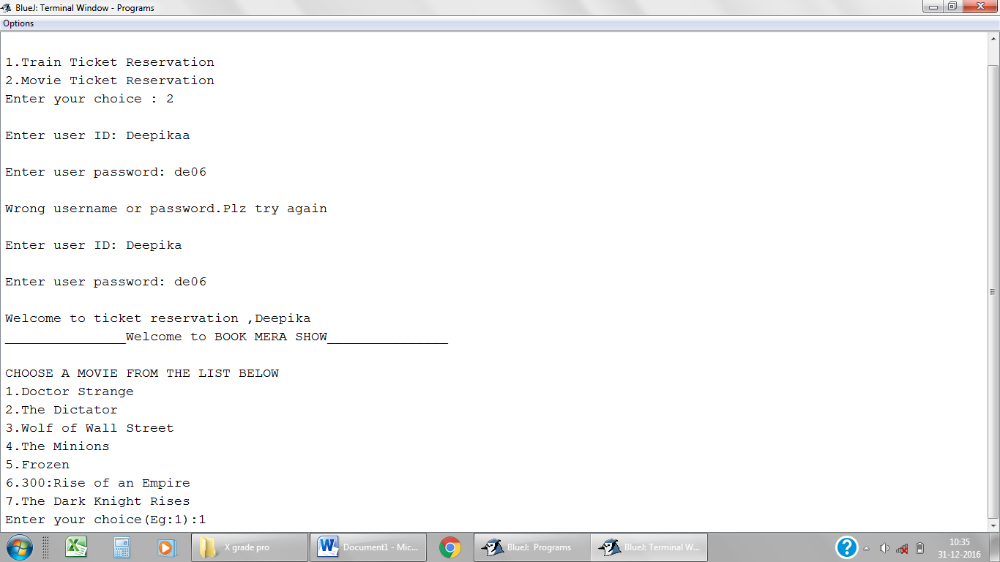 BlueJ: Terminal Window - Programs
Options
1.Train Ticket Reservation
2.Movie Ticket Reservation
Enter your choice : 2
Enter user ID: Deepikaa
Enter user password: de06
Wrong username or password.Plz try again
Enter user ID: Deepika
Enter user password: de06
Welcome to ticket reservation ,Deepika
_______________Welcome to BOOK MERA SHOW_______________
CHOOSE A MOVIE FROM THE LIST BELOW
1.Doctor Strange
2.The Dictator
3.Wolf of Wall Street
4.The Minions
5.Frozen
6.300:Rise of an Empire
7.The Dark Knight Rises
Enter your choice(Eg:1):1
X grade pro
Document1 - Mic...
BlueJ: Programs
BlueJ: Terminal W...
10:35
31-12-2016